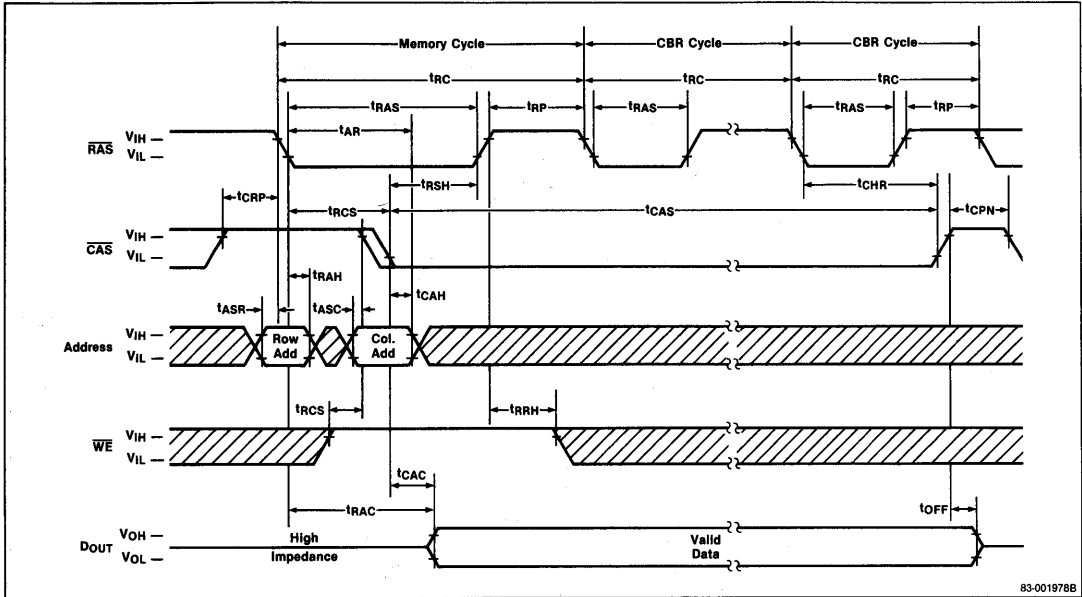 Memory Cycle CBR Cycle CBR Cycle
tRC tRC tRC
tRAS tRP tRAS tRAS tRP
tAR
RAS VIH
VIL
tRSH tCHR
tCRP tRCS tCAS tCPN
CAS VIH
VIL
tRAH tCAH
tASR tASC
Address VIH Row Add Col. Add
VIL
tRCS tRRH
WE VIH
VIL
tCAC
tRAC tOFF
DOUT VOH High Impedance Valid Data
VOL
83-001978B